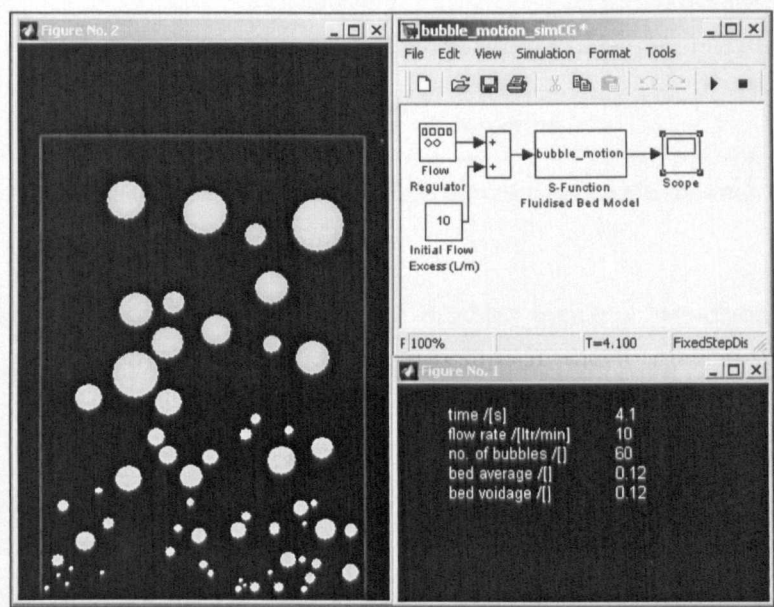 Figure No. 2
bubble_motion_simCG *
File Edit View Simulation Format Tools
Flow
Regulator
+
+
bubble_motion
S-Function
Fluidised Bed Model
Scope
10
Initial Flow
Excess (L/m)
F 100% T=4.100 FixedStepDis
Figure No. 1
time /[s] 4.1
flow rate /[ltr/min] 10
no. of bubbles /[] 60
bed average /[] 0.12
bed voidage /[] 0.12